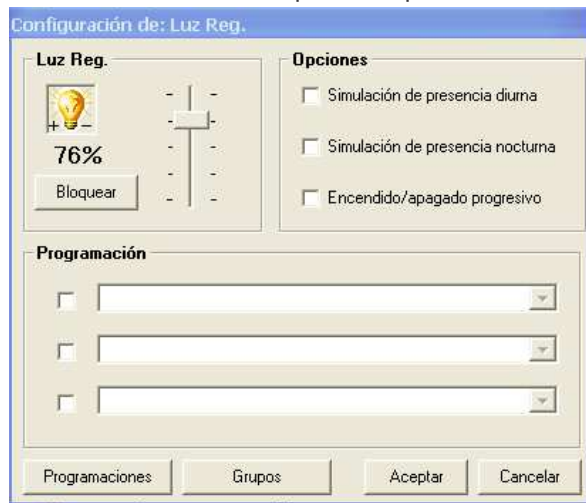 Configuración de: Luz Reg.
Luz Reg.
+ -
76%
Bloquear
Opciones
Simulación de presencia diurna
Simulación de presencia nocturna
Encendido/apagado progresivo
Programación
Programaciones
Grupos
Aceptar
Cancelar